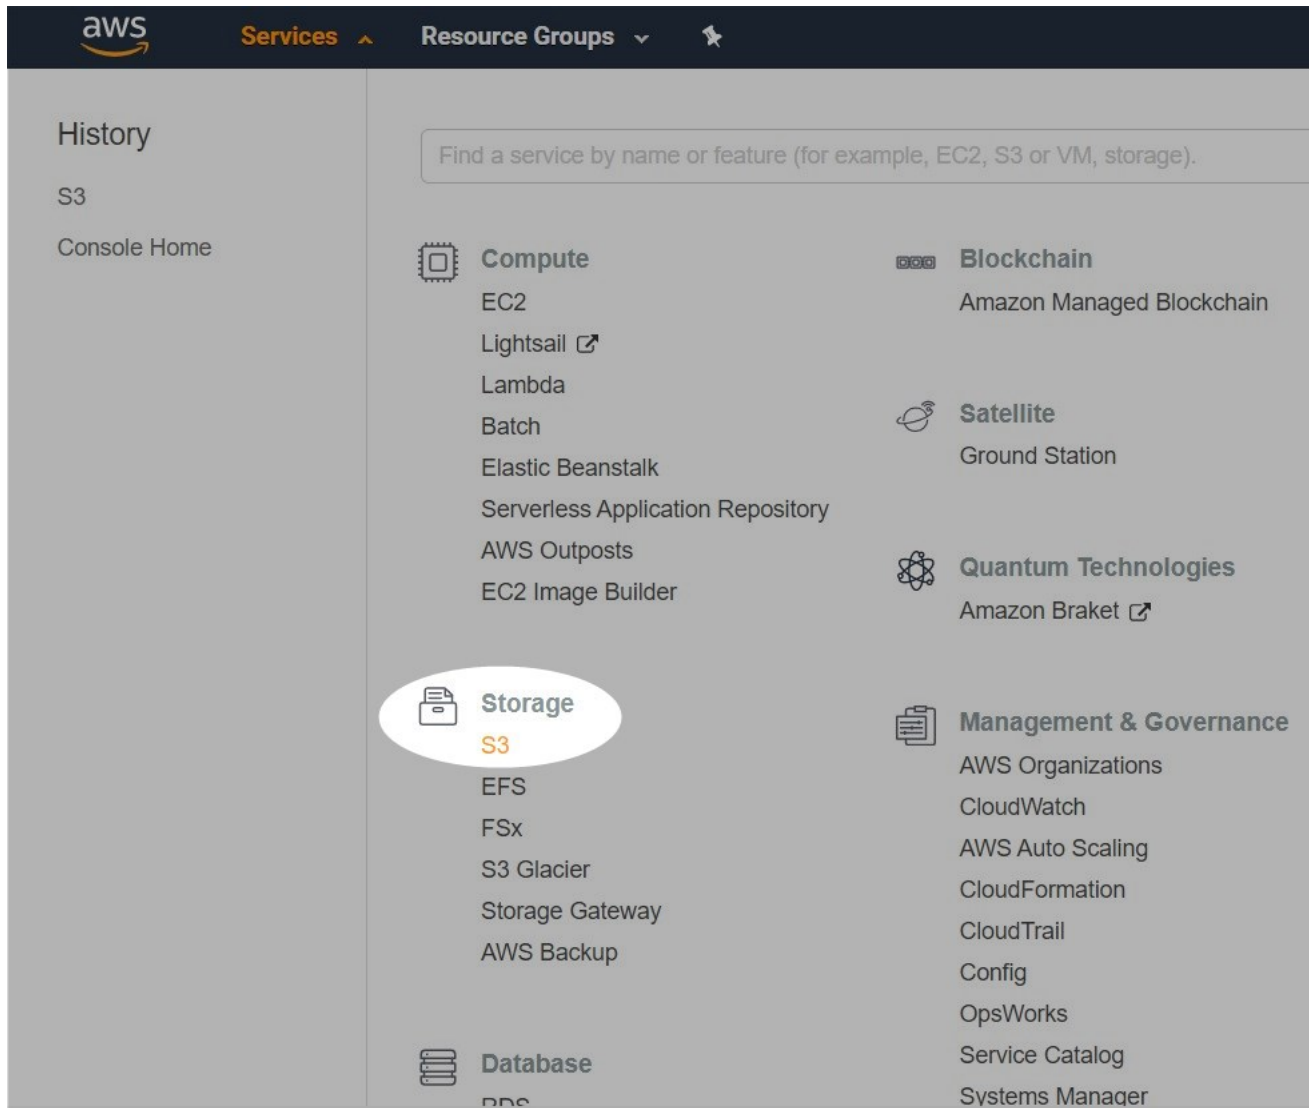 aws Services Resource Groups
History
S3
Console Home
Find a service by name or feature (for example, EC2, S3 or VM, storage).
Compute
EC2
Lightsail
Lambda
Batch
Elastic Beanstalk
Serverless Application Repository
AWS Outposts
EC2 Image Builder
Storage
S3
EFS
FSx
S3 Glacier
Storage Gateway
AWS Backup
Database
RDS
Blockchain
Amazon Managed Blockchain
Satellite
Ground Station
Quantum Technologies
Amazon Braket
Management & Governance
AWS Organizations
CloudWatch
AWS Auto Scaling
CloudFormation
CloudTrail
Config
OpsWorks
Service Catalog
Systems Manager